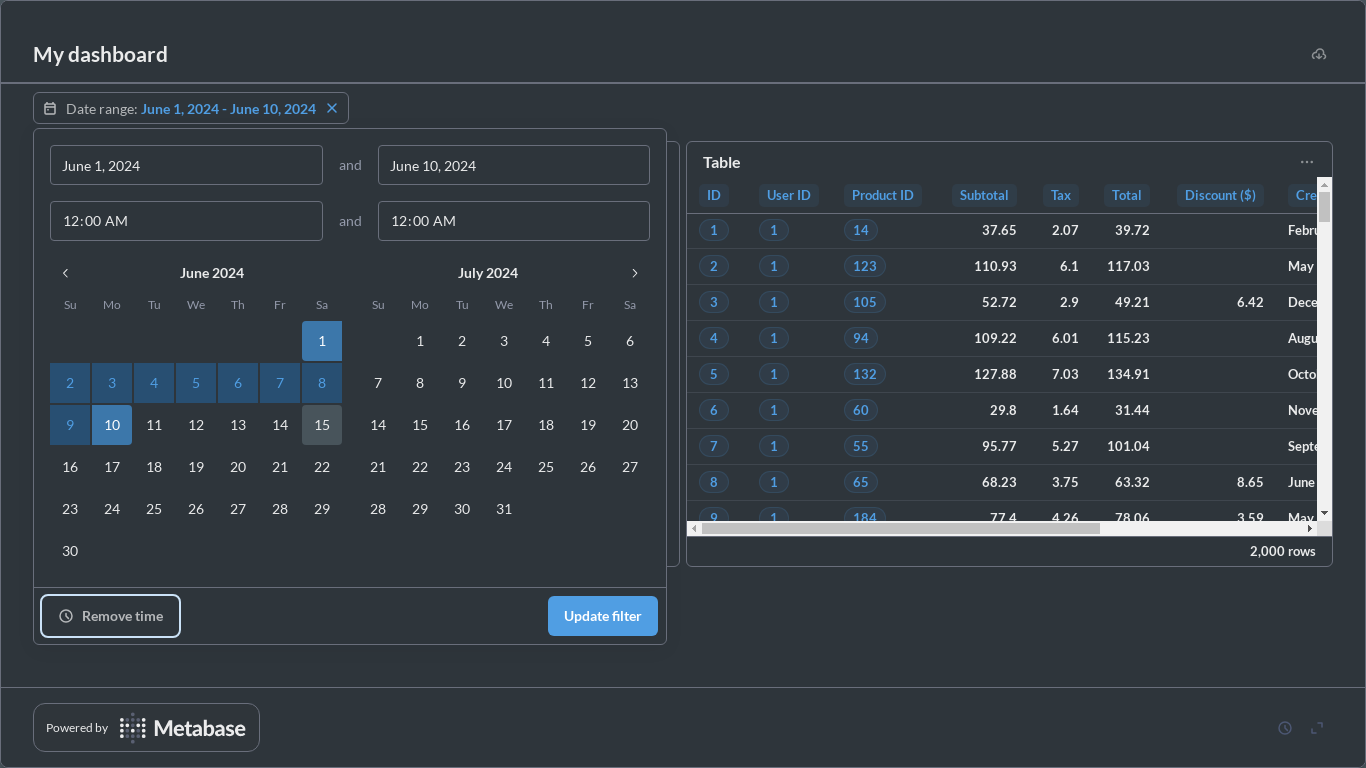 My dashboard
Date range: June 1, 2024 - June 10, 2024
June 1, 2024 and June 10, 2024
12:00 AM and 12:00 AM
June 2024
Su Mo Tu We Th Fr Sa
1
2 3 4 5 6 7 8
9 10 11 12 13 14 15
16 17 18 19 20 21 22
23 24 25 26 27 28 29
30
July 2024
Su Mo Tu We Th Fr Sa
1 2 3 4 5 6
7 8 9 10 11 12 13
14 15 16 17 18 19 20
21 22 23 24 25 26 27
28 29 30 31
Remove time
Update filter
Table
ID User ID Product ID Subtotal Tax Total Discount ($) Cre
1 1 14 37.65 2.07 39.72 Febru
2 1 123 110.93 6.1 117.03 May
3 1 105 52.72 2.9 49.21 6.42 Dece
4 1 94 109.22 6.01 115.23 Augu
5 1 132 127.88 7.03 134.91 Octo
6 1 60 29.8 1.64 31.44 Nove
7 1 55 95.77 5.27 101.04 Septe
8 1 65 68.23 3.75 63.32 8.65 June
9 1 184 77.4 4.26 78.06 3.59 May
2,000 rows
Powered by Metabase